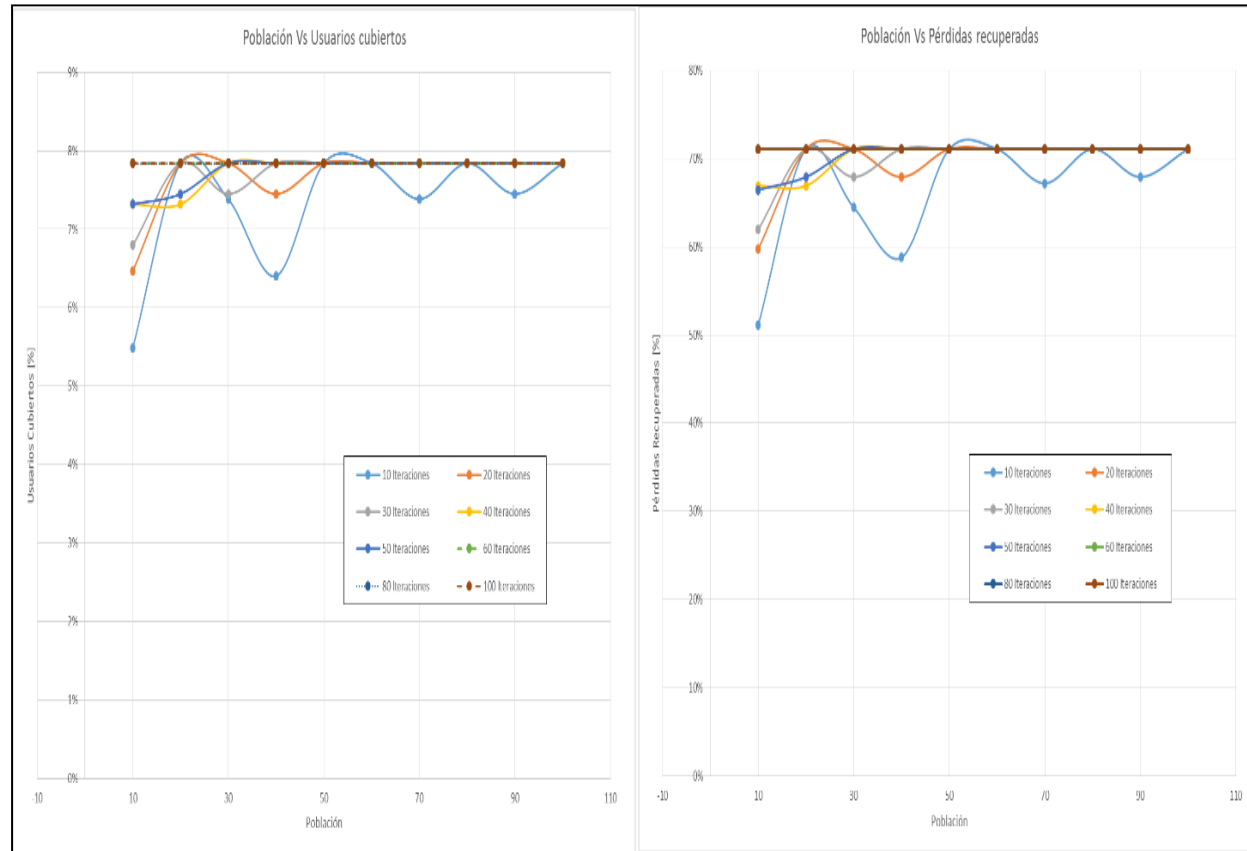 Población Vs Usuarios cubiertos
9%
8%
7%
6%
5%
4%
3%
2%
1%
0%
Usuarios Cubiertos [%]
10 Iteraciones 20 Iteraciones
30 Iteraciones 40 Iteraciones
50 Iteraciones 60 Iteraciones
80 Iteraciones 100 Iteraciones
-10 10 30 50 70 90 110
Población
Población Vs Pérdidas recuperadas
80%
70%
60%
50%
40%
30%
20%
10%
0%
Pérdidas Recuperadas [%]
10 Iteraciones 20 Iteraciones
30 Iteraciones 40 Iteraciones
50 Iteraciones 60 Iteraciones
80 Iteraciones 100 Iteraciones
-10 10 30 50 70 90 110
Población